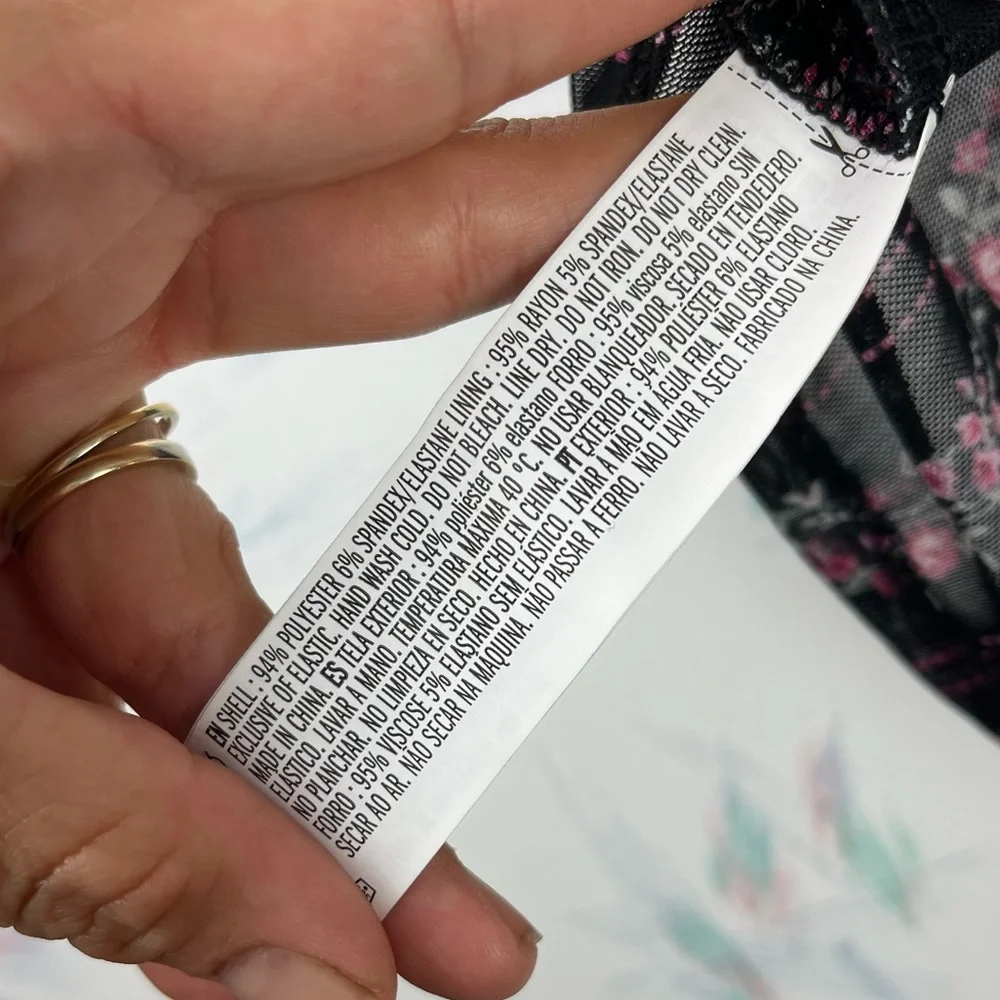 EN SHELL : 94% POLYESTER 6% SPANDEX/ELASTANE LINING : 95% RAYON 5% SPANDEX/ELASTANE
EXCLUSIVE OF ELASTIC. HAND WASH COLD. DO NOT BLEACH. LINE DRY. DO NOT IRON. DO NOT DRY CLEAN.
MADE IN CHINA. ES TELA EXTERIOR : 94% poliéster 6% elastano FORRO : 95% viscosa 5% elastano SIN
ELÁSTICO. LAVAR A MANO. TEMPERATURA MÁXIMA 40 °C. NO USAR BLANQUEADOR. SECADO EN TENDEDERO.
NO PLANCHAR. NO LIMPIEZA EN SECO. HECHO EN CHINA. PT EXTERIOR : 94% POLIÉSTER 6% ELASTANO
FORRO : 95% VISCOSE 5% ELASTANO SEM ELÁSTICO. LAVAR À MÃO EM ÁGUA FRIA. NÃO USAR CLORO.
SECAR AO AR. NÃO SECAR NA MÁQUINA. NÃO PASSAR A FERRO. NÃO LAVAR A SECO. FABRICADO NA CHINA.